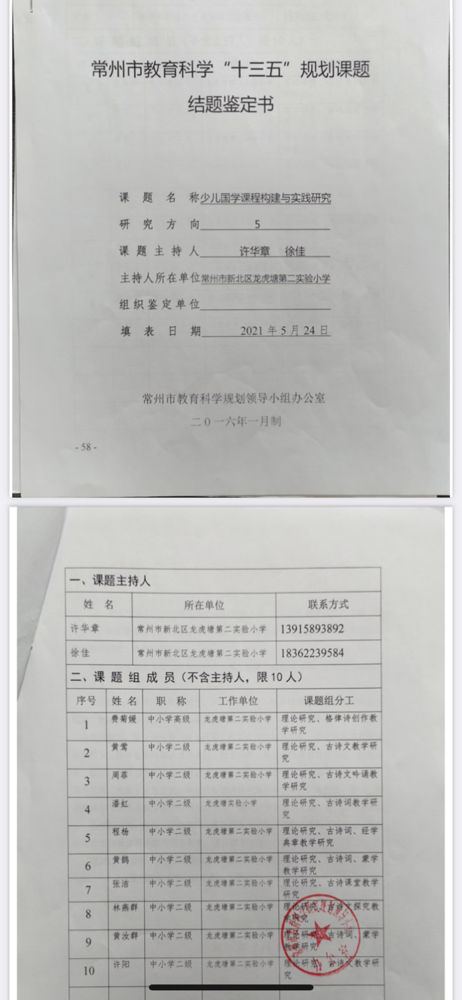 常州市教育科学“十三五”规划课题
结题鉴定书
课题名称少儿国学课程构建与实践研究
研究方向 5
课题主持人 许华章 徐佳
主持人所在单位常州市新北区龙虎塘第二实验小学
组织鉴定单位
填表日期 2021年5月24日
常州市教育科学规划领导小组办公室
二0一六年一月制
- 58 -
一、课题主持人
姓名 所在单位 联系方式
许华章 常州市新北区龙虎塘第二实验小学 13915893892
徐佳 常州市新北区龙虎塘第二实验小学 18362239584
二、课题组成员（不含主持人，限10人）
序号 姓名 职称 工作单位 课题组分工
1 费菊媛 中小学高级 龙虎塘第二实验小学 理论研究、格律诗创作教
学研究
2 黄莺 中小学二级 龙虎塘第二实验小学 理论研究、古诗文教学研
究
3 周菲 中小学二级 龙虎塘第二实验小学 理论研究、古诗文吟诵教
学研究
4 潘虹 中小学二级 龙虎塘实验小学 理论研究、古诗词教学研
究
5 程杨 中小学二级 龙虎塘第二实验小学 理论研究、古诗词、经学
典章教学研究
6 黄鹊 中小学二级 龙虎塘第二实验小学 理论研究、古诗词、蒙学
教学研究
7 张洁 中小学二级 龙虎塘第二实验小学 理论研究、古诗课堂教学
研究
8 林燕群 中小学二级 龙虎塘第二实验小学 理论研究、古诗文探究教
学研究
9 黄汝群 中小学二级 龙虎塘第二实验小学 理论研究、古诗词、蒙学
教学研究
10 许阳 中小学二级 龙虎塘第二实验小学 理论研究、古诗文教学研
究
办公室